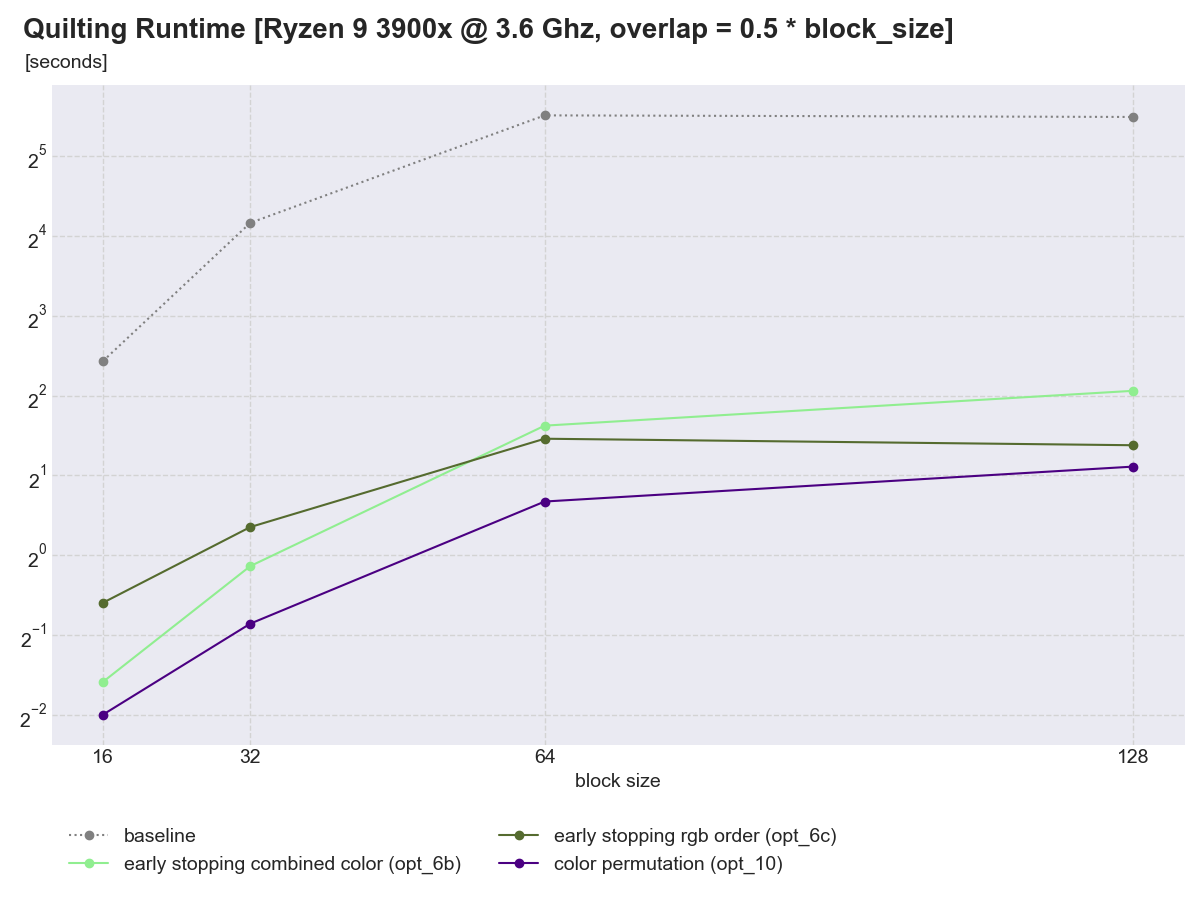 Quilting Runtime [Ryzen 9 3900x @ 3.6 Ghz, overlap = 0.5 * block_size]
[seconds]
2^5
2^4
2^3
2^2
2^1
2^0
2^−1
2^−2
16 32 64 128
block size
baseline
early stopping combined color (opt_6b)
early stopping rgb order (opt_6c)
color permutation (opt_10)